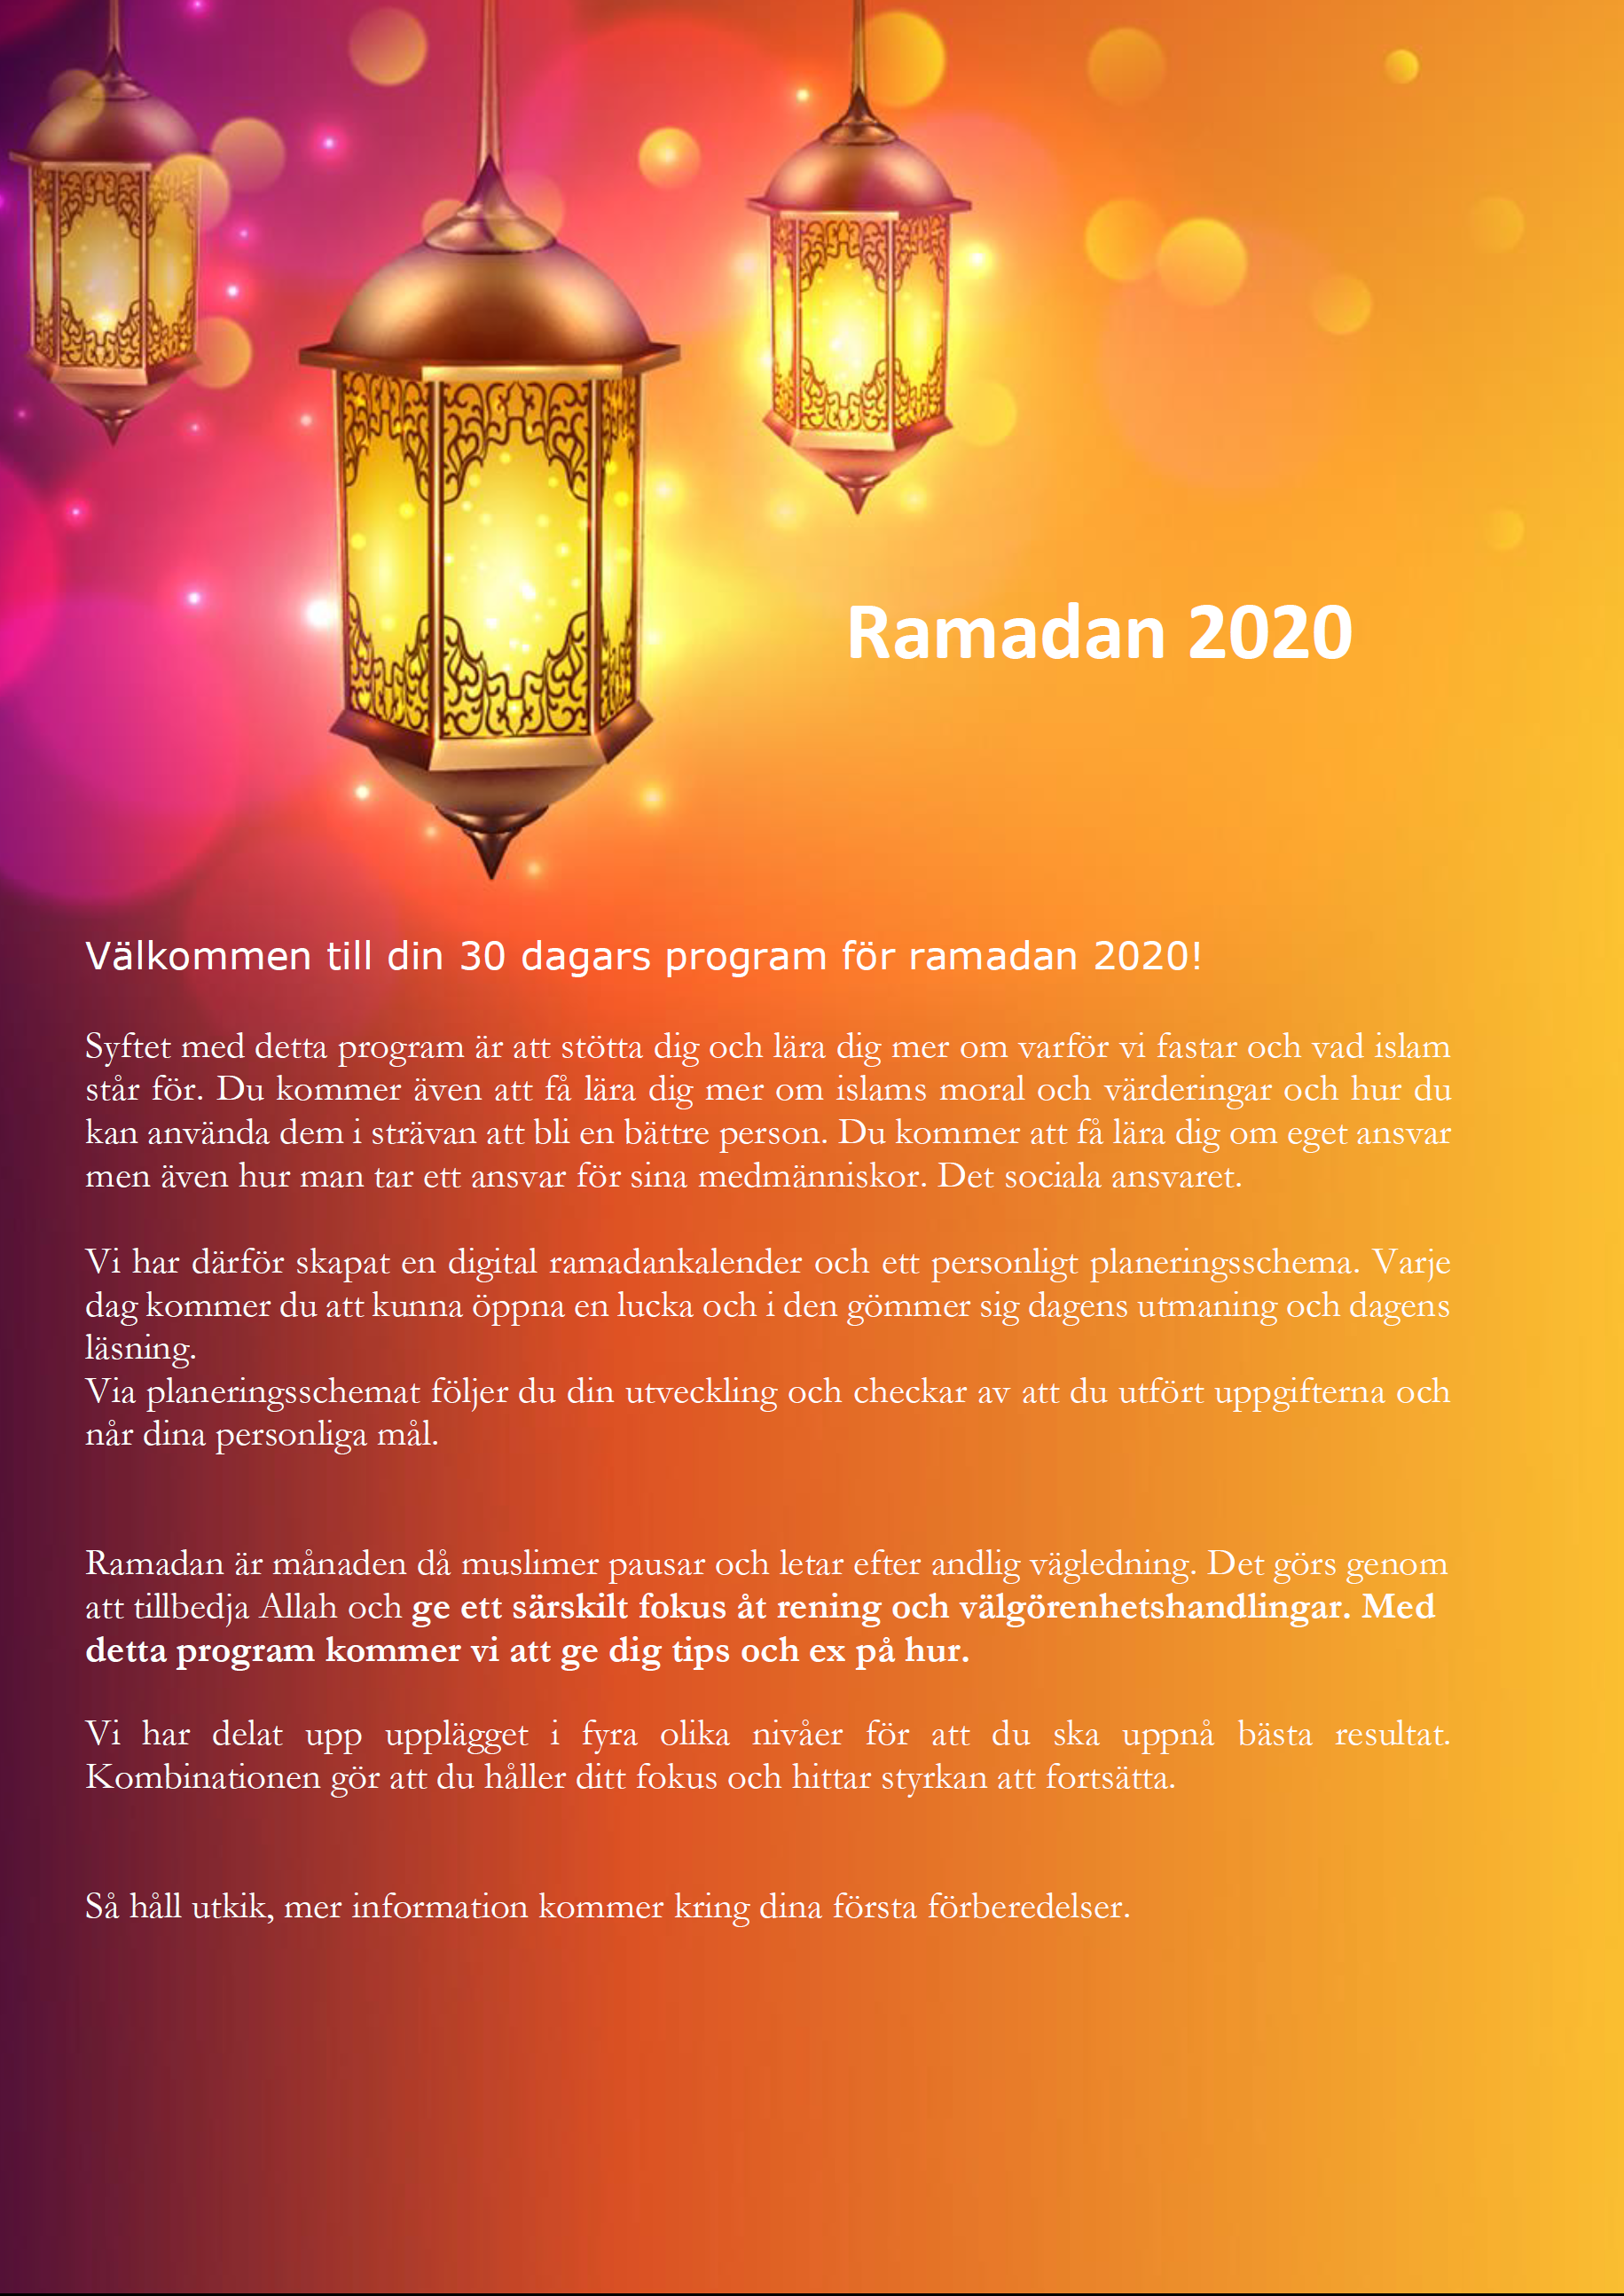 Ramadan 2020
Välkommen till din 30 dagars program för ramadan 2020!
Syftet med detta program är att stötta dig och lära dig mer om varför vi fastar och vad islam
står för. Du kommer även att få lära dig mer om islams moral och värderingar och hur du
kan använda dem i strävan att bli en bättre person. Du kommer att få lära dig om eget ansvar
men även hur man tar ett ansvar för sina medmänniskor. Det sociala ansvaret.
Vi har därför skapat en digital ramadankalender och ett personligt planeringsschema. Varje
dag kommer du att kunna öppna en lucka och i den gömmer sig dagens utmaning och dagens
läsning.
Via planeringsschemat följer du din utveckling och checkar av att du utfört uppgifterna och
når dina personliga mål.
Ramadan är månaden då muslimer pausar och letar efter andlig vägledning. Det görs genom
att tillbedja Allah och ge ett särskilt fokus åt rening och välgörenhetshandlingar. Med
detta program kommer vi att ge dig tips och ex på hur.
Vi har delat upp upplägget i fyra olika nivåer för att du ska uppnå bästa resultat.
Kombinationen gör att du håller ditt fokus och hittar styrkan att fortsätta.
Så håll utkik, mer information kommer kring dina första förberedelser.